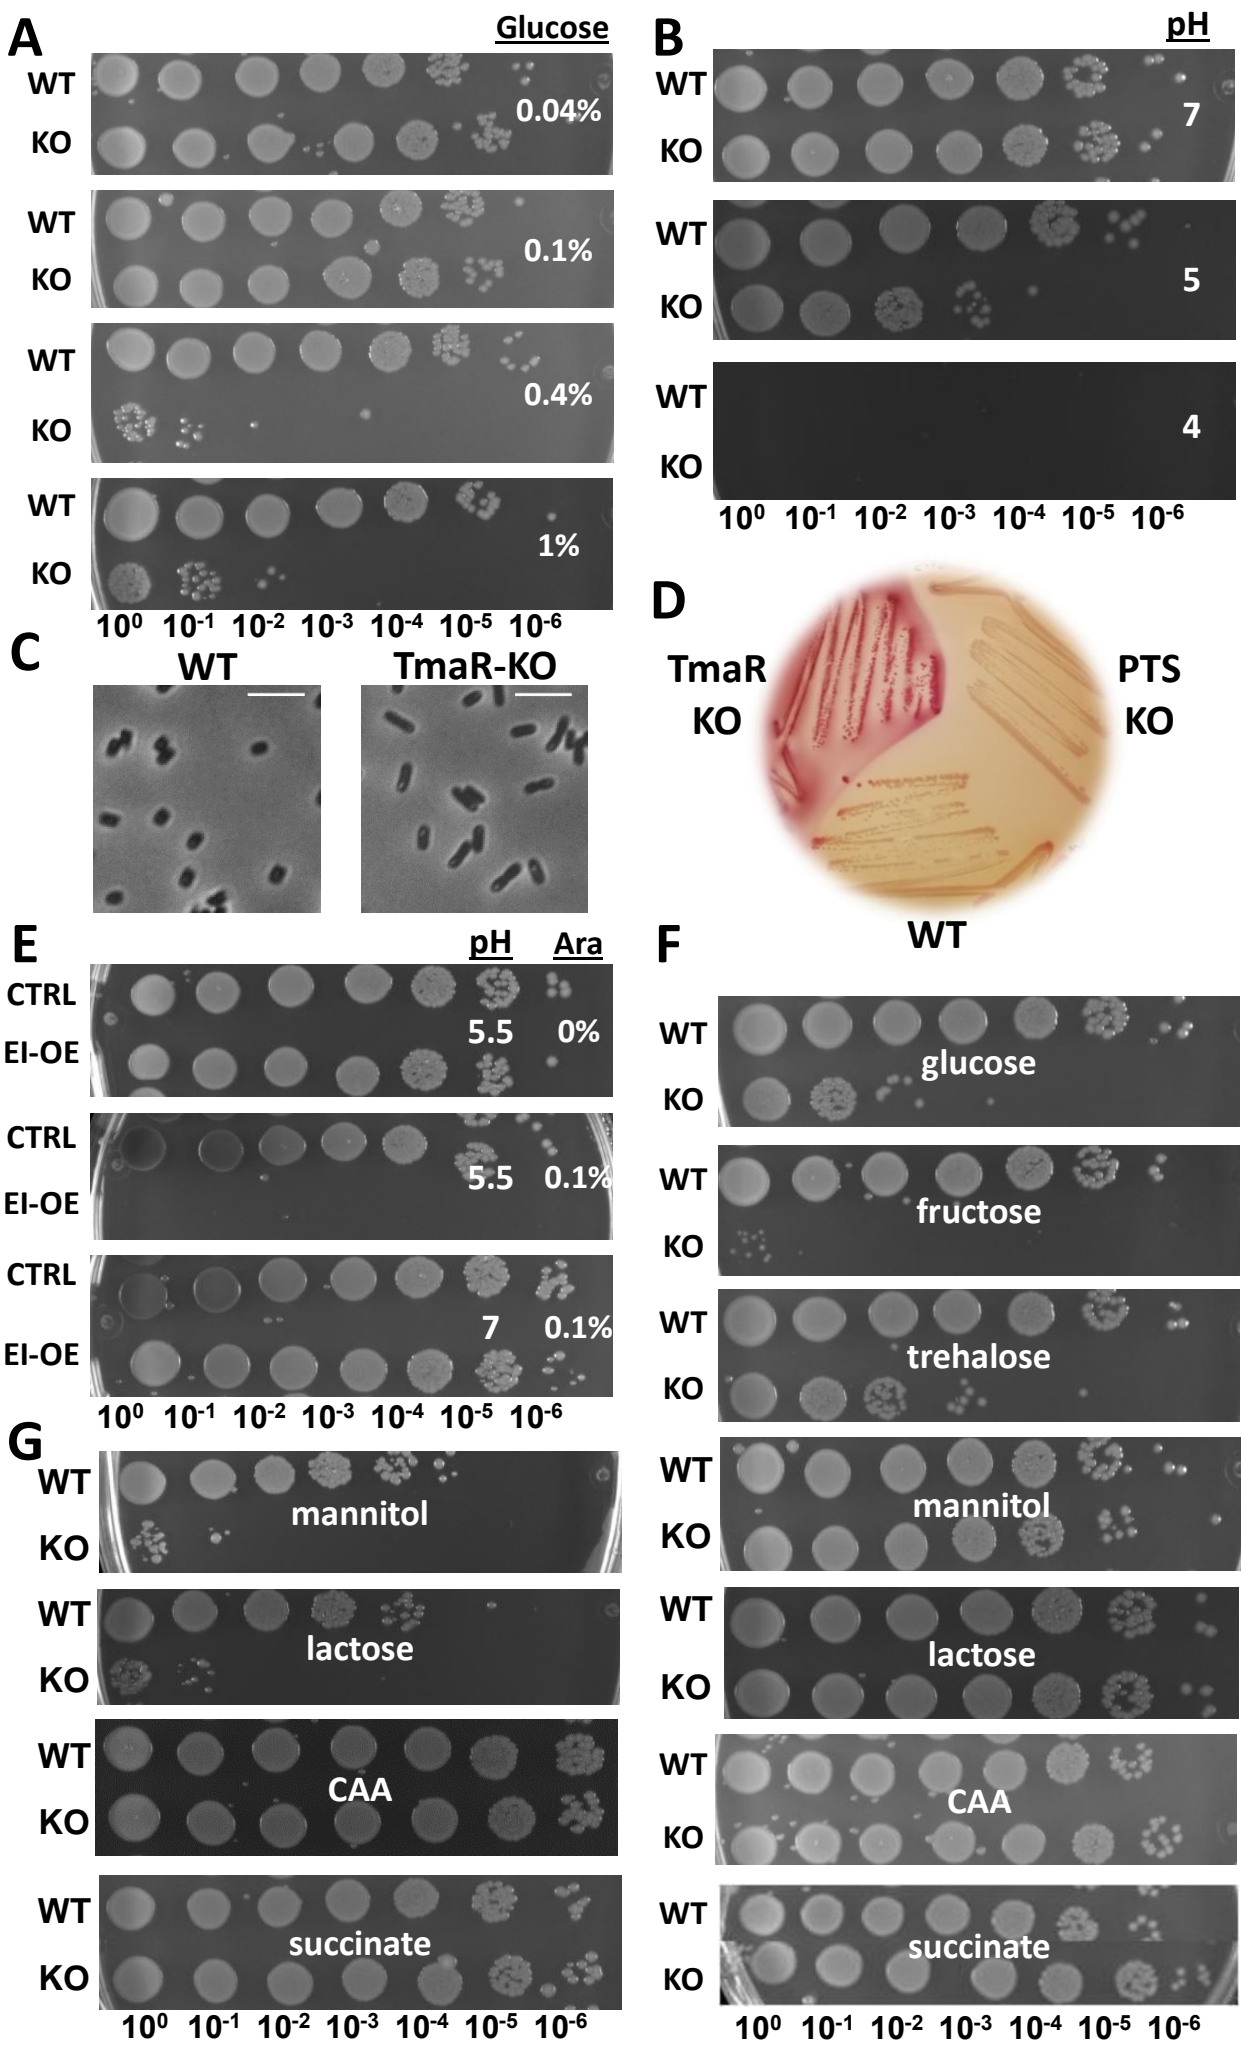 A
Glucose
WT
0.04%
KO
WT
0.1%
KO
WT
0.4%
KO
WT
1%
KO
10⁰ 10⁻¹ 10⁻² 10⁻³ 10⁻⁴ 10⁻⁵ 10⁻⁶
B
pH
WT
7
KO
WT
5
KO
WT
4
KO
10⁰ 10⁻¹ 10⁻² 10⁻³ 10⁻⁴ 10⁻⁵ 10⁻⁶
C
WT
TmaR-KO
D
TmaR
KO
PTS
KO
WT
E
pH Ara
CTRL
5.5 0%
EI-OE
CTRL
5.5 0.1%
EI-OE
CTRL
7 0.1%
EI-OE
10⁰ 10⁻¹ 10⁻² 10⁻³ 10⁻⁴ 10⁻⁵ 10⁻⁶
F
WT
glucose
KO
WT
fructose
KO
WT
trehalose
KO
WT
mannitol
KO
WT
lactose
KO
WT
CAA
KO
WT
succinate
KO
10⁰ 10⁻¹ 10⁻² 10⁻³ 10⁻⁴ 10⁻⁵ 10⁻⁶
G
WT
mannitol
KO
WT
lactose
KO
WT
CAA
KO
WT
succinate
KO
10⁰ 10⁻¹ 10⁻² 10⁻³ 10⁻⁴ 10⁻⁵ 10⁻⁶